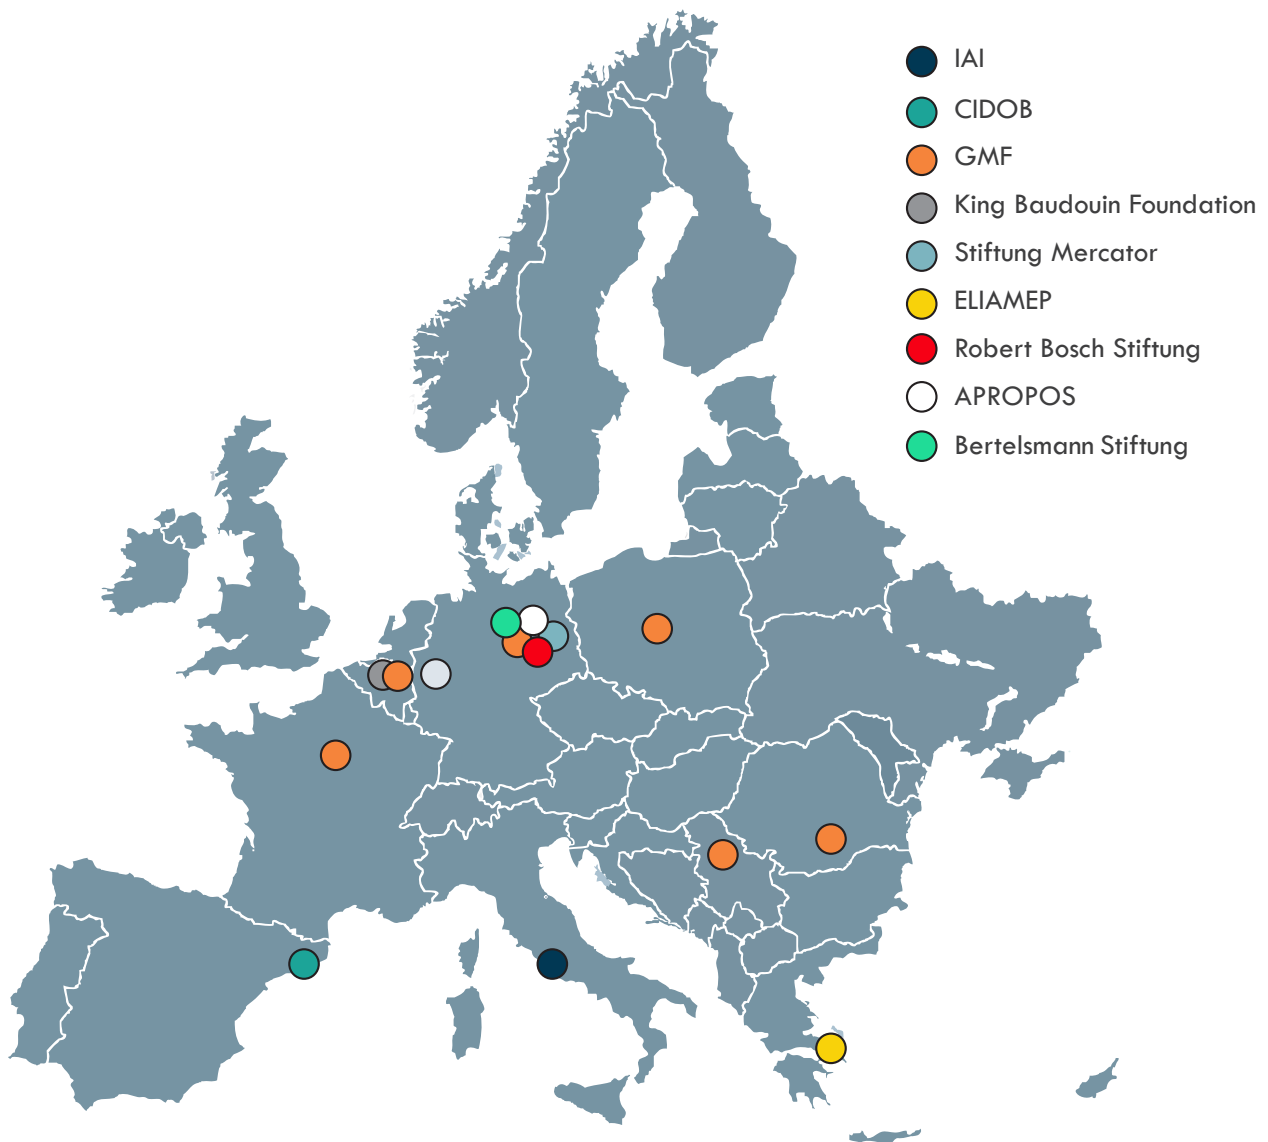 IAI
CIDOB
GMF
King Baudouin Foundation
Stiftung Mercator
ELIAMEP
Robert Bosch Stiftung
APROPOS
Bertelsmann Stiftung